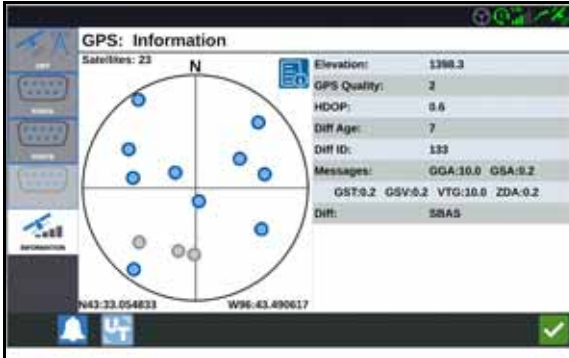 GPS: Information
Satellites: 23
N
Elevation: 1398.3
GPS Quality: 2
HDOP: 0.6
Diff Age: 7
Diff ID: 133
Messages: GGA:10.0 GSA:0.2
GST:0.2 GSV:0.2 VTG:10.0 ZDA:0.2
Diff: SBAS
INFORMATION
N43:33.054833 W96:43.490617
UT